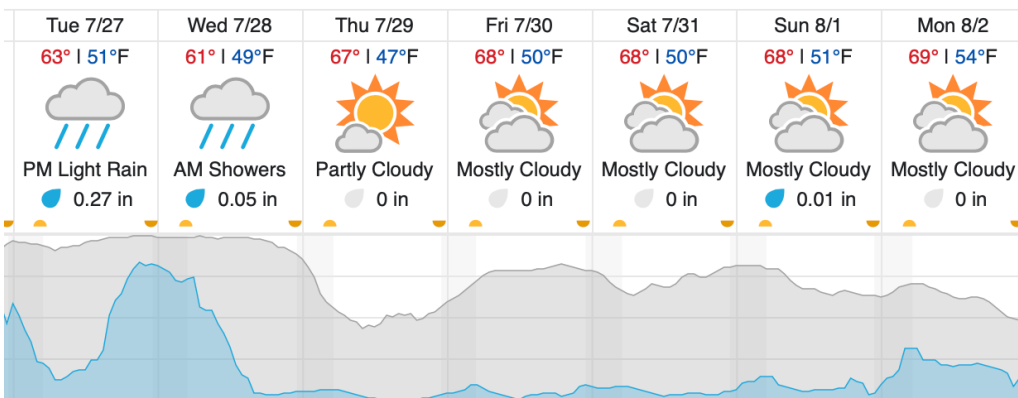 Tue 7/27 Wed 7/28 Thu 7/29 Fri 7/30 Sat 7/31 Sun 8/1 Mon 8/2
63° | 51°F 61° | 49°F 67° | 47°F 68° | 50°F 68° | 50°F 68° | 51°F 69° | 54°F
PM Light Rain AM Showers Partly Cloudy Mostly Cloudy Mostly Cloudy Mostly Cloudy Mostly Cloudy
0.27 in 0.05 in 0 in 0 in 0 in 0.01 in 0 in